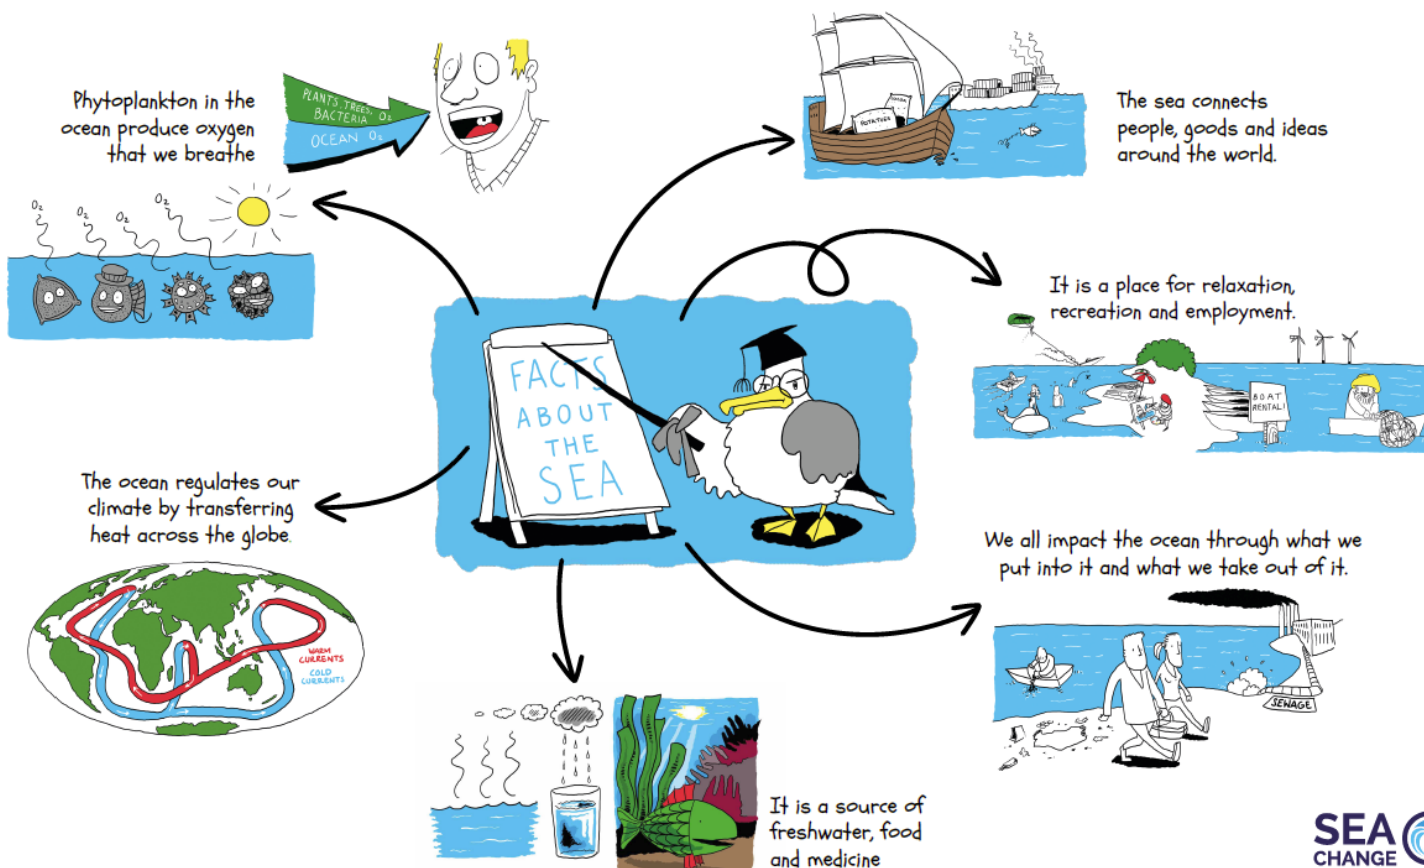 Phytoplankton in the
ocean produce oxygen
that we breathe
PLANTS, TREES,
BACTERIA O₂
OCEAN O₂
O₂
O₂
O₂
O₂
POTATOES
The sea connects
people, goods and ideas
around the world.
It is a place for relaxation,
recreation and employment.
BOAT
RENTAL!
FACTS
ABOUT
THE
SEA
The ocean regulates our
climate by transferring
heat across the globe.
WARM
CURRENTS
COLD
CURRENTS
We all impact the ocean through what we
put into it and what we take out of it.
SEWAGE
It is a source of
freshwater, food
and medicine
SEA
CHANGE